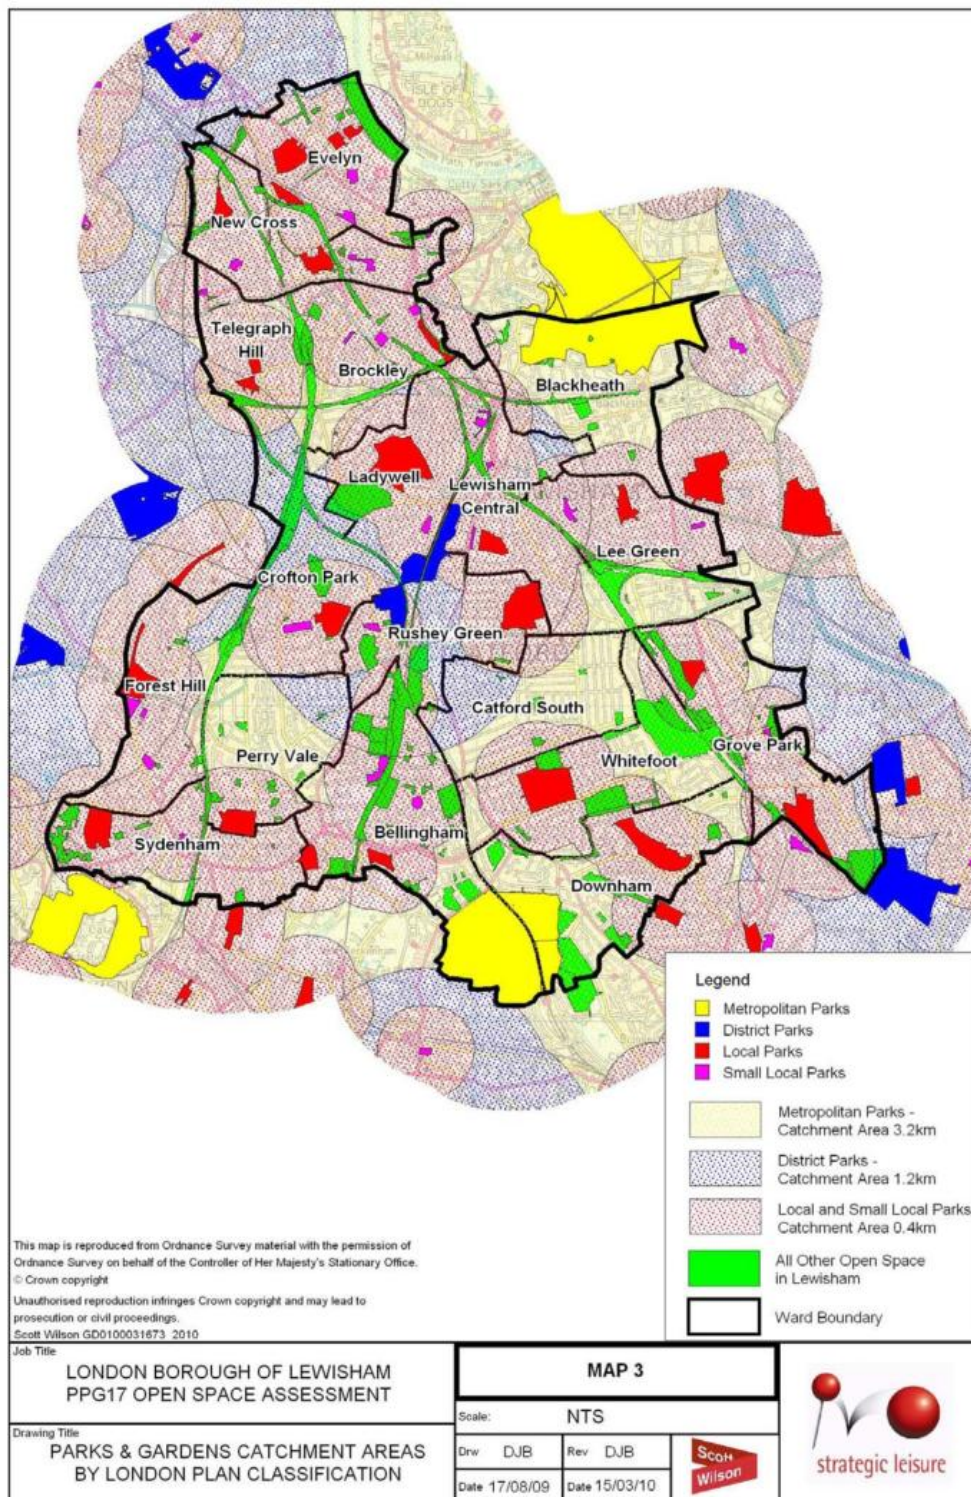 ISLE OF
DOGS
Evelyn
New Cross
Telegraph
Hill
Brockley
Blackheath
Ladywell
Lewisham
Central
Lee Green
Crofton Park
Rushey Green
Forest Hill
Catford South
Perry Vale
Whitefoot
Grove Park
Sydenham
Bellingham
Downham
Legend
Metropolitan Parks
District Parks
Local Parks
Small Local Parks
Metropolitan Parks -
Catchment Area 3.2km
District Parks -
Catchment Area 1.2km
Local and Small Local Parks
Catchment Area 0.4km
All Other Open Space
in Lewisham
Ward Boundary
This map is reproduced from Ordnance Survey material with the permission of
Ordnance Survey on behalf of the Controller of Her Majesty's Stationary Office.
© Crown copyright
Unauthorised reproduction infringes Crown copyright and may lead to
prosecution or civil proceedings.
Scott Wilson GD0100031673 2010
Job Title
LONDON BOROUGH OF LEWISHAM
PPG17 OPEN SPACE ASSESSMENT
Drawing Title
PARKS & GARDENS CATCHMENT AREAS
BY LONDON PLAN CLASSIFICATION
MAP 3
Scale: NTS
Drw DJB Rev DJB
Date 17/08/09 Date 15/03/10
Scott
Wilson
strategic leisure